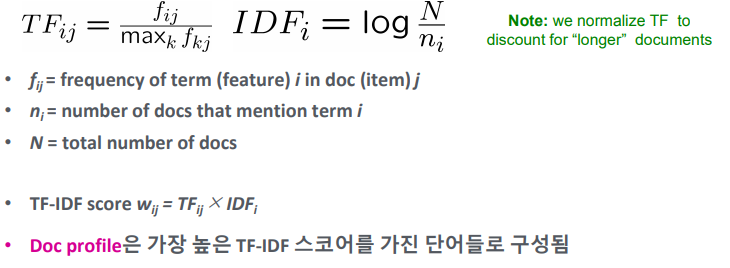 TF_{ij} = \frac{f_{ij}}{\max_k f_{kj}} IDF_i = \log \frac{N}{n_i}
Note: we normalize TF to
discount for “longer” documents
• f_{ij} = frequency of term (feature) i in doc (item) j
• n_i = number of docs that mention term i
• N = total number of docs
• TF-IDF score w_{ij} = TF_{ij} × IDF_i
• Doc profile은 가장 높은 TF-IDF 스코어를 가진 단어들로 구성됨